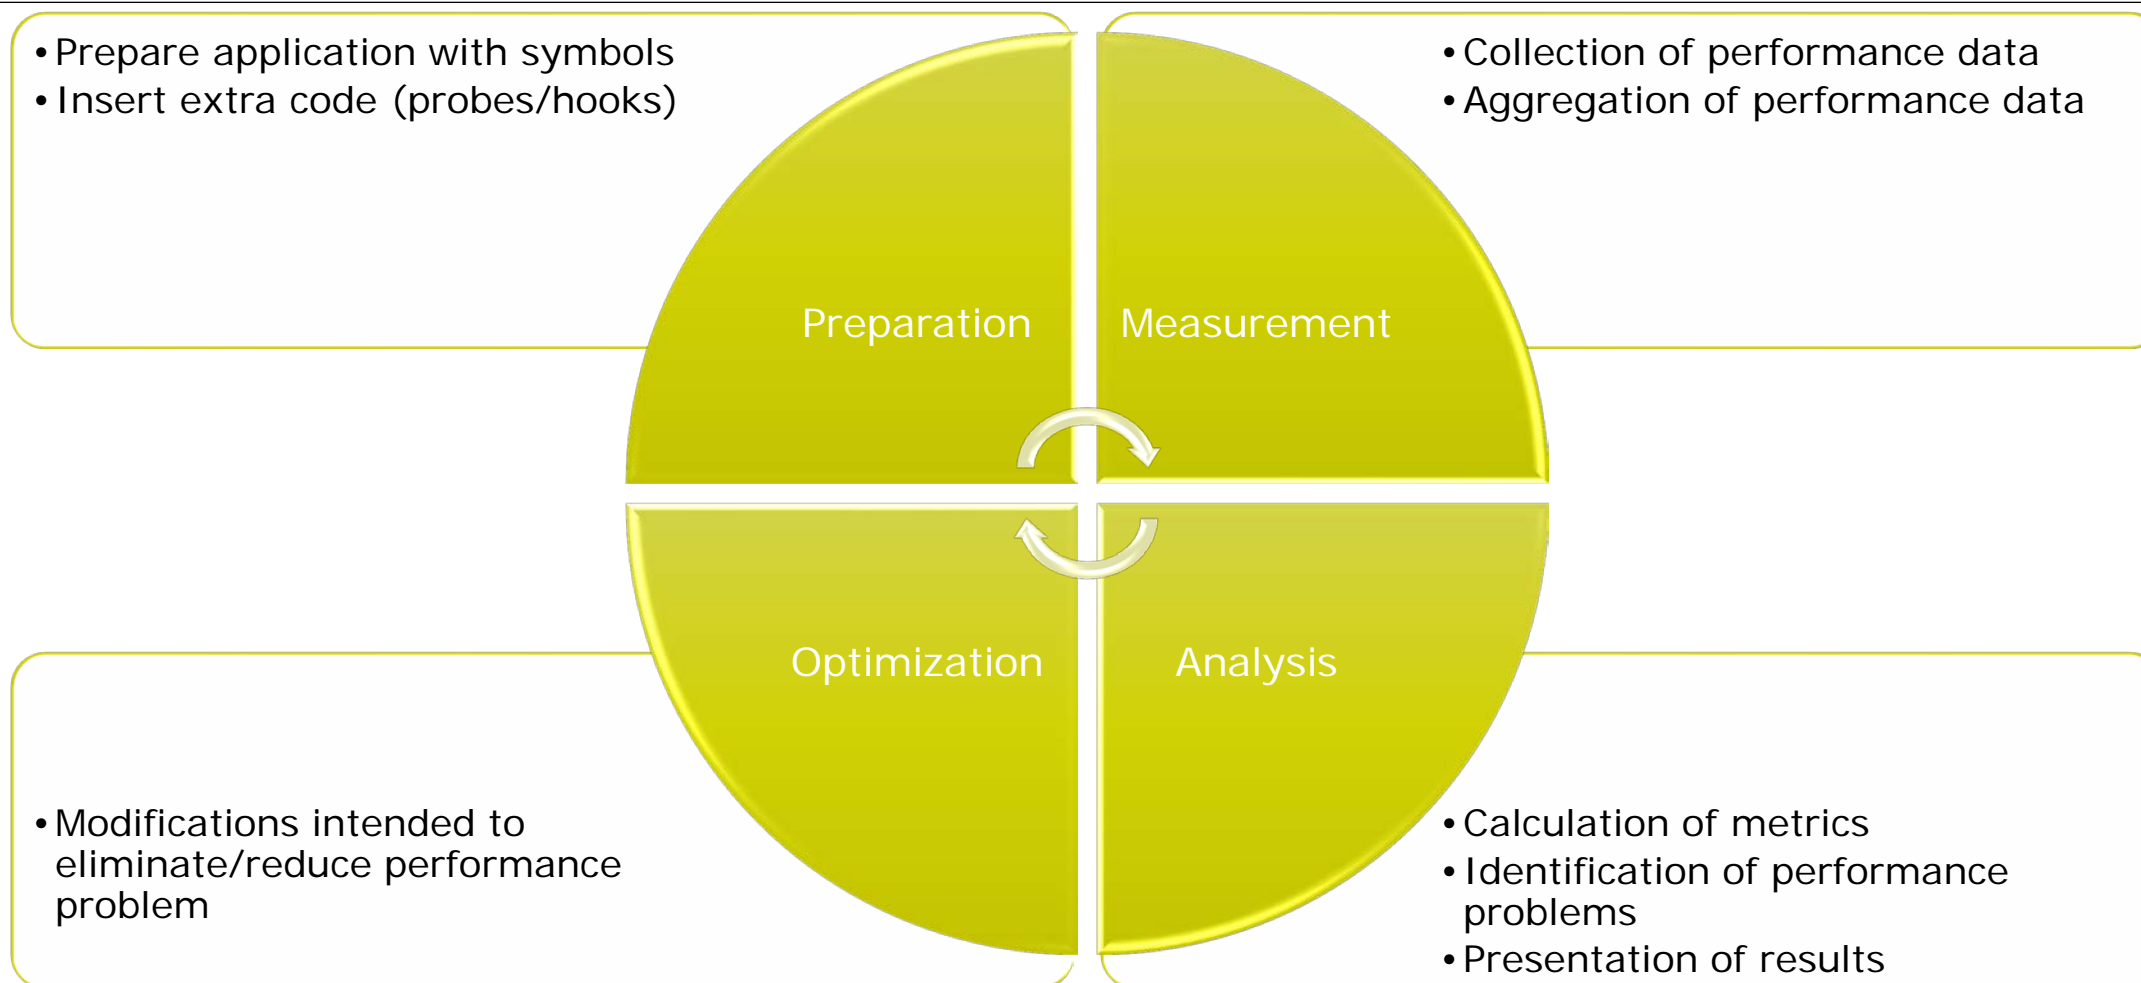 • Prepare application with symbols
• Insert extra code (probes/hooks)
• Collection of performance data
• Aggregation of performance data
Preparation
Measurement
Optimization
Analysis
• Modifications intended to
eliminate/reduce performance
problem
• Calculation of metrics
• Identification of performance
problems
• Presentation of results